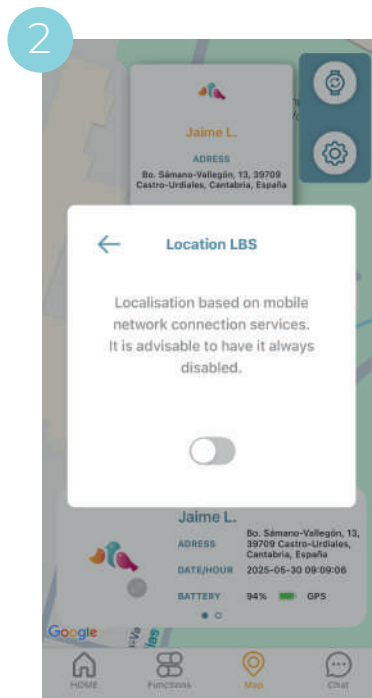 2
Jaime L.
ADRESS
Bo. Sámano-Vallegón, 13, 39709
Castro-Urdiales, Cantabria, España
Location LBS
Localisation based on mobile
network connection services.
It is advisable to have it always
disabled.
Jaime L.
ADRESS
Bo. Sámano-Vallegón, 13,
39709 Castro-Urdiales,
Cantabria, España
DATE/HOUR 2025-05-30 09:09:06
BATTERY 94% GPS
Google
HOME Functions Map Chat